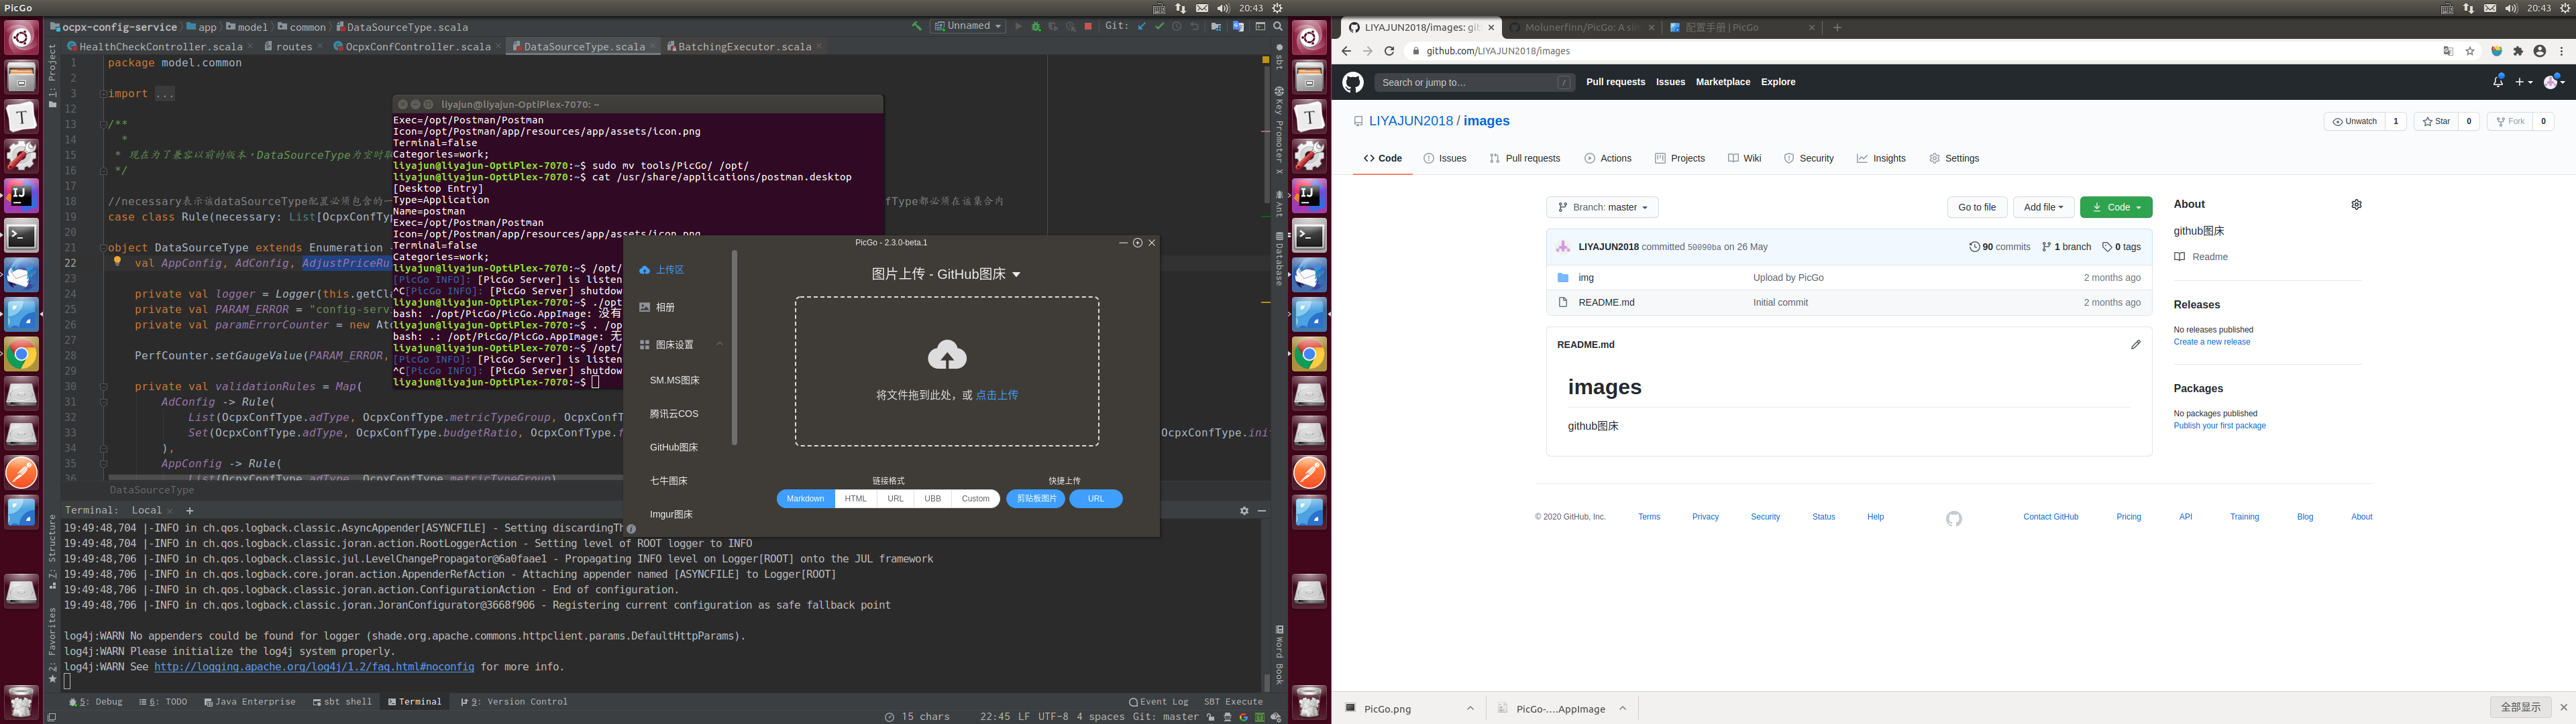 PicGo
20:43
20:43
ocpx-config-service app model common DataSourceType.scala
Unnamed
Git:
HealthCheckController.scala routes OcpxConfController.scala DataSourceType.scala BatchingExecutor.scala
1 package model.common
2
3 import ...
12
13 /**
14 *
15 * 现在为了兼容以前的版本，DataSourceType为空时
16 */
17
18 //necessary表示该dataSourceType配置必须包含的一
Type都必须在该集合内
19 case class Rule(necessary: List[OcpxConfTyp
20
21 object DataSourceType extends Enumeration
22 val AppConfig, AdConfig, AdjustPriceRu
23
24 private val logger = Logger(this.getCla
25 private val PARAM_ERROR = "config-servi
26 private val paramErrorCounter = new Ato
27
28 PerfCounter.setGaugeValue(PARAM_ERROR,
29
30 private val validationRules = Map(
31 AdConfig -> Rule(
32 List(OcpxConfType.adType, OcpxConfType.metricTypeGroup, OcpxConfT
33 Set(OcpxConfType.adType, OcpxConfType.budgetRatio, OcpxConfType.f
OcpxConfType.init
34 ),
35 AppConfig -> Rule(
36 List(OcpxConfType.adType, OcpxConfType.metricTypeGroup)
DataSourceType
liyajun@liyajun-OptiPlex-7070: ~
Exec=/opt/Postman/Postman
Icon=/opt/Postman/app/resources/app/assets/icon.png
Terminal=false
Categories=work;
liyajun@liyajun-OptiPlex-7070:~$ sudo mv tools/PicGo/ /opt/
liyajun@liyajun-OptiPlex-7070:~$ cat /usr/share/applications/postman.desktop
[Desktop Entry]
Type=Application
Name=postman
Exec=/opt/Postman/Postman
Icon=/opt/Postman/app/resources/app/assets/icon.png
Terminal=false
Categories=work;
liyajun@liyajun-OptiPlex-7070:~$ /opt/
[PicGo INFO]: [PicGo Server] is listen
^C[PicGo INFO]: [PicGo Server] shutdow
liyajun@liyajun-OptiPlex-7070:~$ ./opt
bash: ./opt/PicGo/PicGo.AppImage: 没有
liyajun@liyajun-OptiPlex-7070:~$ . /op
bash: .: /opt/PicGo/PicGo.AppImage: 无
liyajun@liyajun-OptiPlex-7070:~$ /opt/
[PicGo INFO]: [PicGo Server] is listen
^C[PicGo INFO]: [PicGo Server] shutdow
liyajun@liyajun-OptiPlex-7070:~$
PicGo - 2.3.0-beta.1
上传区
相册
图床设置
SM.MS图床
腾讯云COS
GitHub图床
七牛图床
Imgur图床
图片上传 - GitHub图床
将文件拖到此处，或 点击上传
链接格式
Markdown HTML URL UBB Custom
快捷上传
剪贴板图片 URL
1: Project
Z: Structure
2: Favorites
sbt
Key Promoter X
Ant
Database
Word Book
Terminal: Local
19:49:48,704 |-INFO in ch.qos.logback.classic.AsyncAppender[ASYNCFILE] - Setting discardingTh
19:49:48,704 |-INFO in ch.qos.logback.classic.joran.action.RootLoggerAction - Setting level of ROOT logger to INFO
19:49:48,706 |-INFO in ch.qos.logback.classic.jul.LevelChangePropagator@6a0faae1 - Propagating INFO level on Logger[ROOT] onto the JUL framework
19:49:48,706 |-INFO in ch.qos.logback.core.joran.action.AppenderRefAction - Attaching appender named [ASYNCFILE] to Logger[ROOT]
19:49:48,706 |-INFO in ch.qos.logback.classic.joran.action.ConfigurationAction - End of configuration.
19:49:48,706 |-INFO in ch.qos.logback.classic.joran.JoranConfigurator@3668f906 - Registering current configuration as safe fallback point
log4j:WARN No appenders could be found for logger (shade.org.apache.commons.httpclient.params.DefaultHttpParams).
log4j:WARN Please initialize the log4j system properly.
log4j:WARN See http://logging.apache.org/log4j/1.2/faq.html#noconfig for more info.
5: Debug 6: TODO Java Enterprise sbt shell Terminal 9: Version Control
Event Log SBT Execute
15 chars 22:45 LF UTF-8 4 spaces Git: master
LIYAJUN2018/images: git
Molunerfinn/PicGo: A sim
配置手册 | PicGo
github.com/LIYAJUN2018/images
Search or jump to… /
Pull requests Issues Marketplace Explore
LIYAJUN2018 / images
Unwatch 1 Star 0 Fork 0
Code Issues Pull requests Actions Projects Wiki Security Insights Settings
Branch: master
Go to file Add file Code
LIYAJUN2018 committed 50090ba on 26 May
90 commits 1 branch 0 tags
img Upload by PicGo 2 months ago
README.md Initial commit 2 months ago
README.md
images
github图床
About
github图床
Readme
Releases
No releases published
Create a new release
Packages
No packages published
Publish your first package
© 2020 GitHub, Inc. Terms Privacy Security Status Help Contact GitHub Pricing API Training Blog About
PicGo.png
PicGo-....AppImage
全部显示